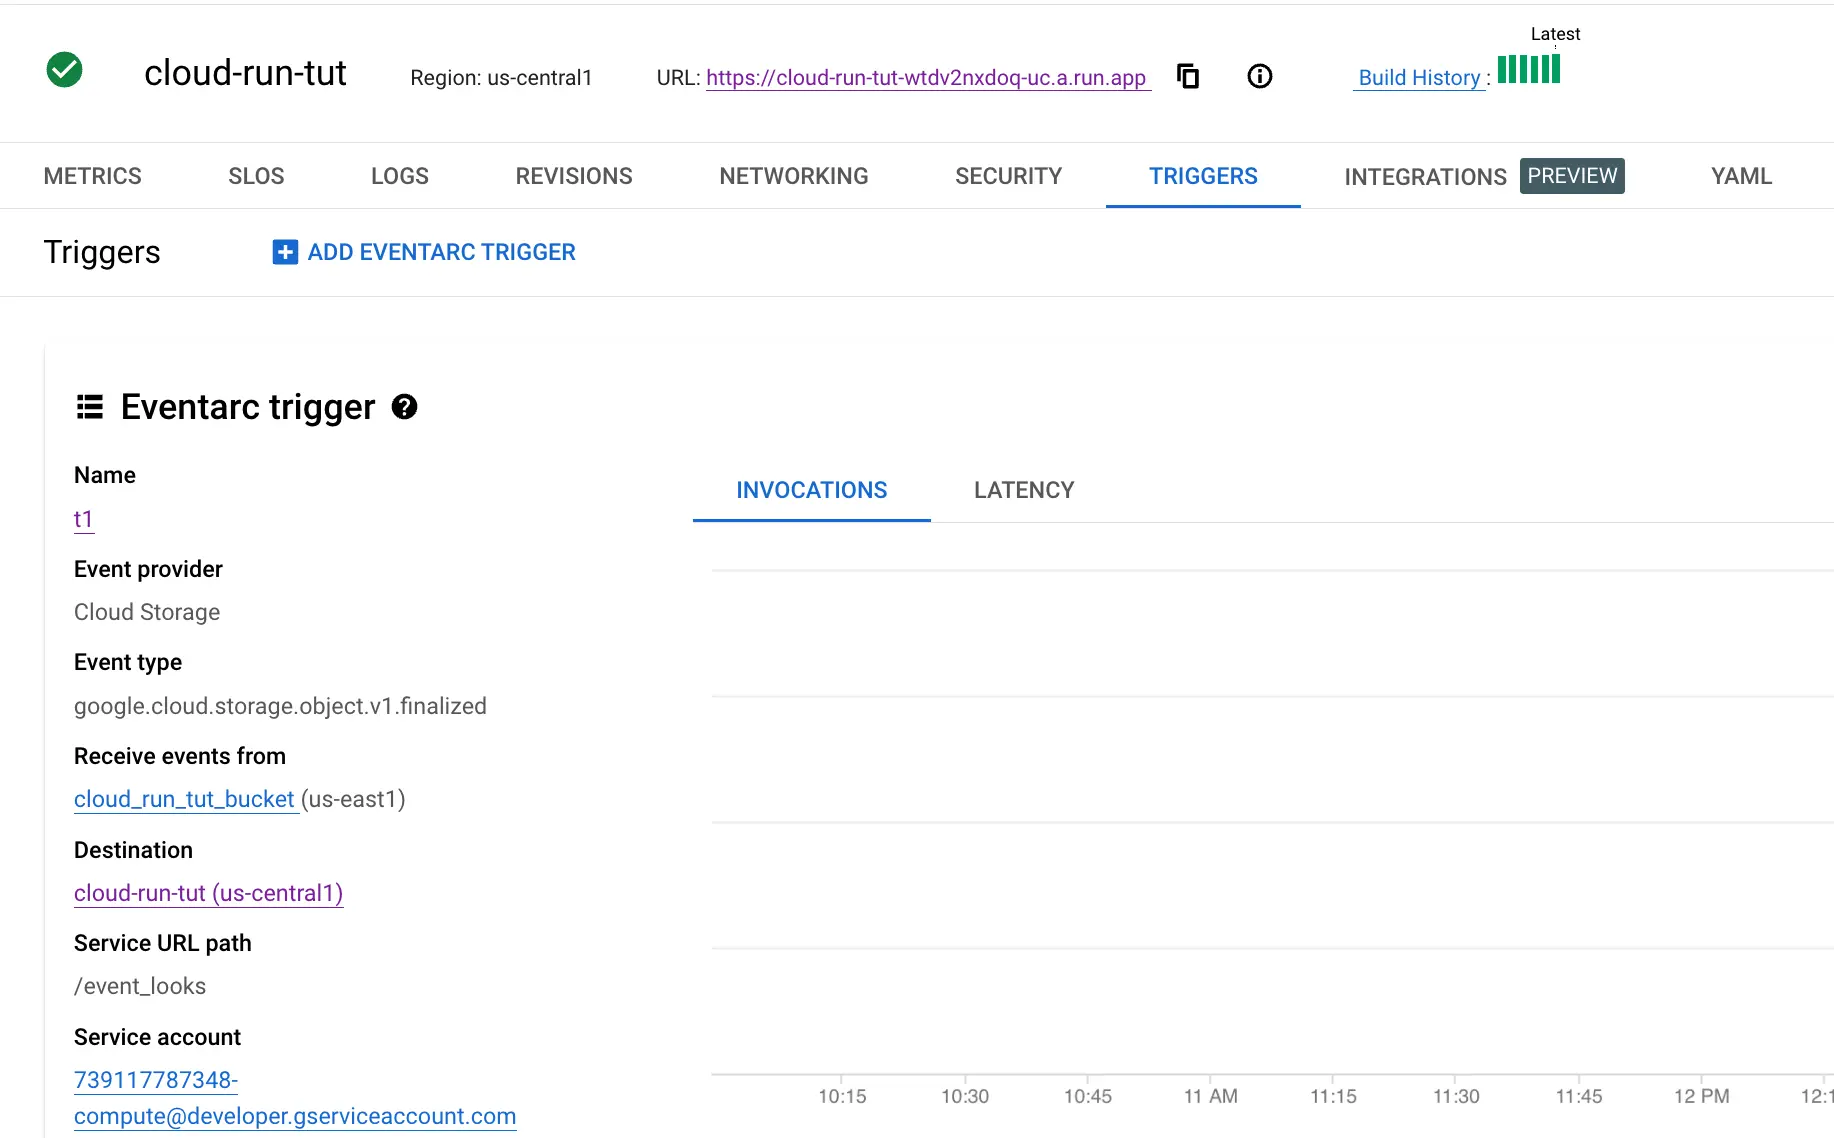 Latest
cloud-run-tut Region: us-central1 URL: https://cloud-run-tut-wtdv2nxdoq-uc.a.run.app Build History :
METRICS SLOS LOGS REVISIONS NETWORKING SECURITY TRIGGERS INTEGRATIONS PREVIEW YAML
Triggers ADD EVENTARC TRIGGER
Eventarc trigger
Name
t1
Event provider
Cloud Storage
Event type
google.cloud.storage.object.v1.finalized
Receive events from
cloud_run_tut_bucket (us-east1)
Destination
cloud-run-tut (us-central1)
Service URL path
/event_looks
Service account
739117787348-
compute@developer.gserviceaccount.com
INVOCATIONS LATENCY
10:15 10:30 10:45 11 AM 11:15 11:30 11:45 12 PM 12:1